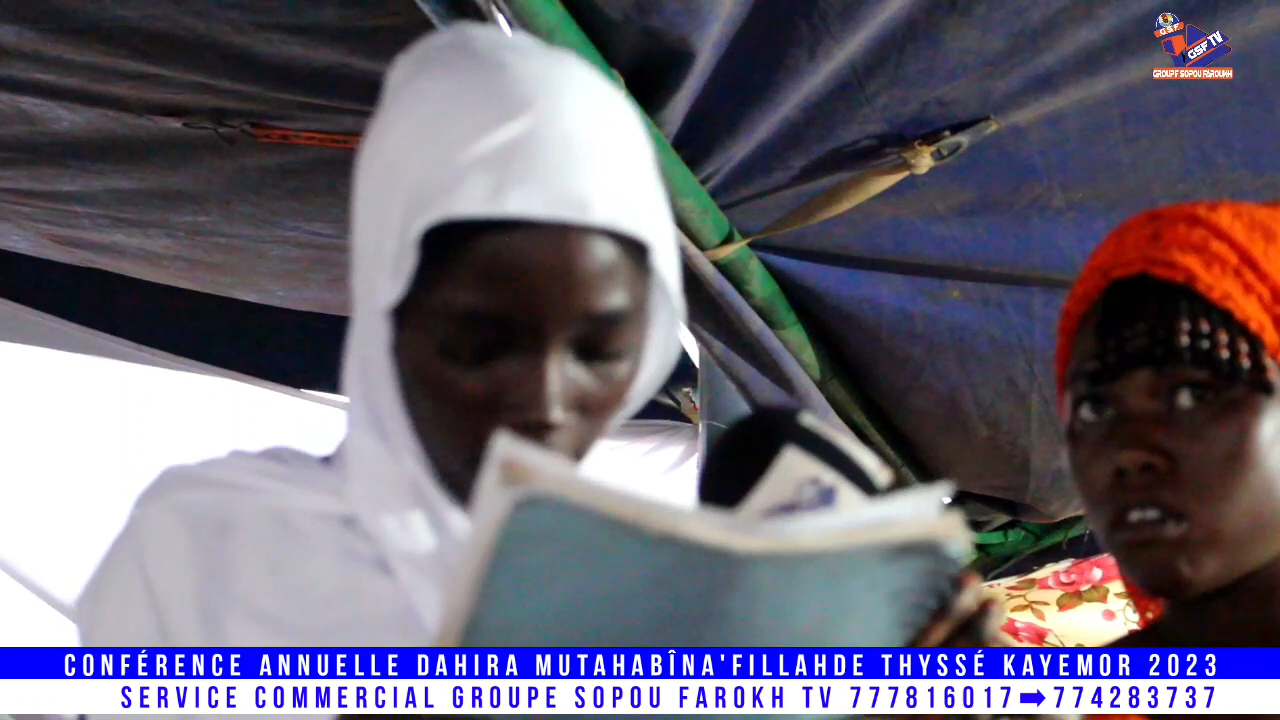 GSF
GSF TV
GROUPE SOPOU FAROUKH
CONFÉRENCE ANNUELLE DAHIRA MUTAHABÎNA'FILLAHDE THYSSÉ KAYEMOR 2023
SERVICE COMMERCIAL GROUPE SOPOU FAROKH TV 777816017➡774283737